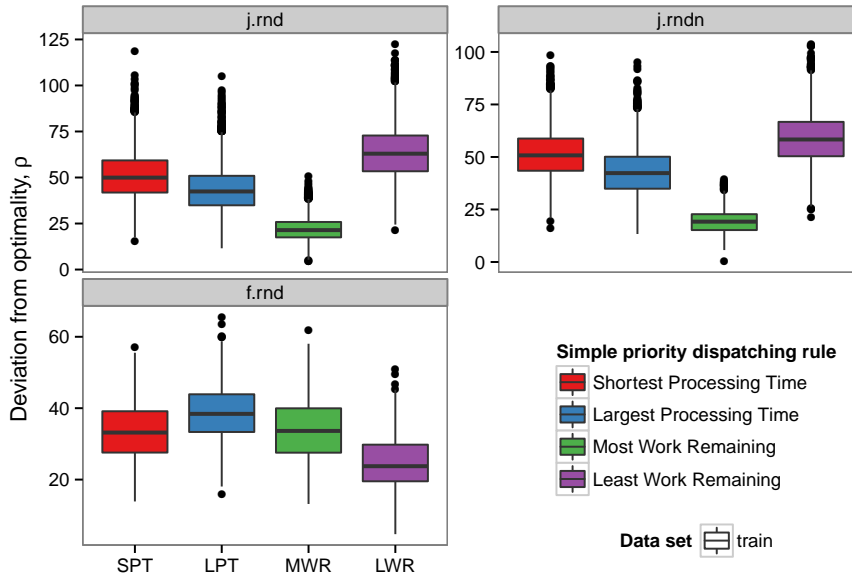 j.rnd
125
100
75
50
25
0
j.rndn
100
75
50
25
0
Deviation from optimality, ρ
f.rnd
60
40
20
SPT LPT MWR LWR
Simple priority dispatching rule
Shortest Processing Time
Largest Processing Time
Most Work Remaining
Least Work Remaining
Data set train